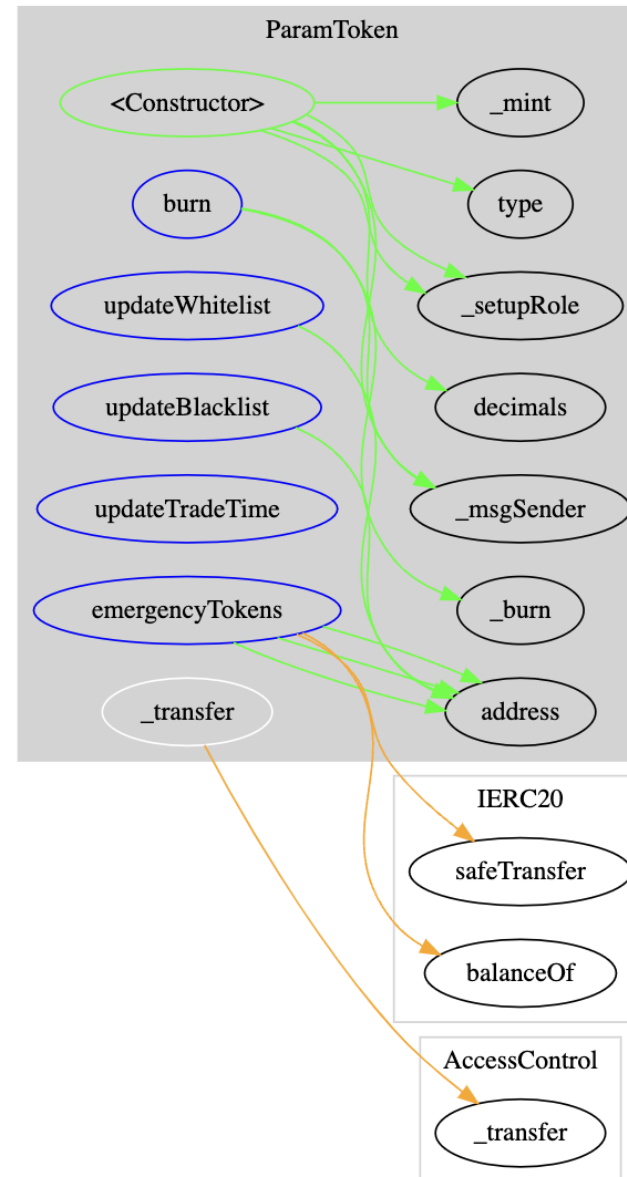 ParamToken
<Constructor>
_mint
burn
type
updateWhitelist
_setupRole
updateBlacklist
decimals
updateTradeTime
_msgSender
emergencyTokens
_burn
_transfer
address
IERC20
safeTransfer
balanceOf
AccessControl
_transfer